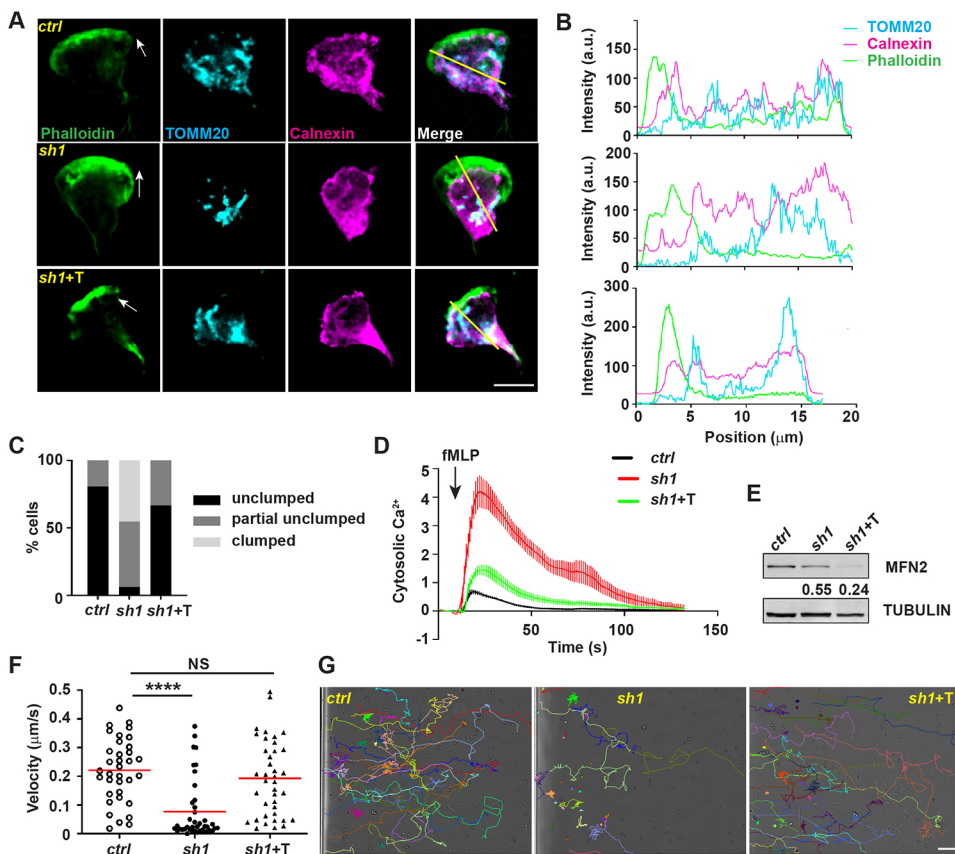 A
ctrl
Phalloidin
TOMM20
Calnexin
Merge
sh1
sh1+T
B
TOMM20
Calnexin
Phalloidin
Intensity (a.u.)
150
100
50
0
Intensity (a.u.)
200
150
100
50
0
Intensity (a.u.)
300
200
100
0
0 5 10 15 20
Position (μm)
C
% cells
100
50
0
ctrl sh1 sh1+T
unclumped
partial unclumped
clumped
D
fMLP
Cytosolic Ca²⁺
5
4
3
2
1
0
-1
50 100 150
Time (s)
ctrl
sh1
sh1+T
E
ctrl sh1 sh1+T
MFN2
0.55 0.24
TUBULIN
F
NS
****
Velocity (μm/s)
0.5
0.4
0.3
0.2
0.1
0
ctrl sh1 sh1+T
G
ctrl
sh1
sh1+T